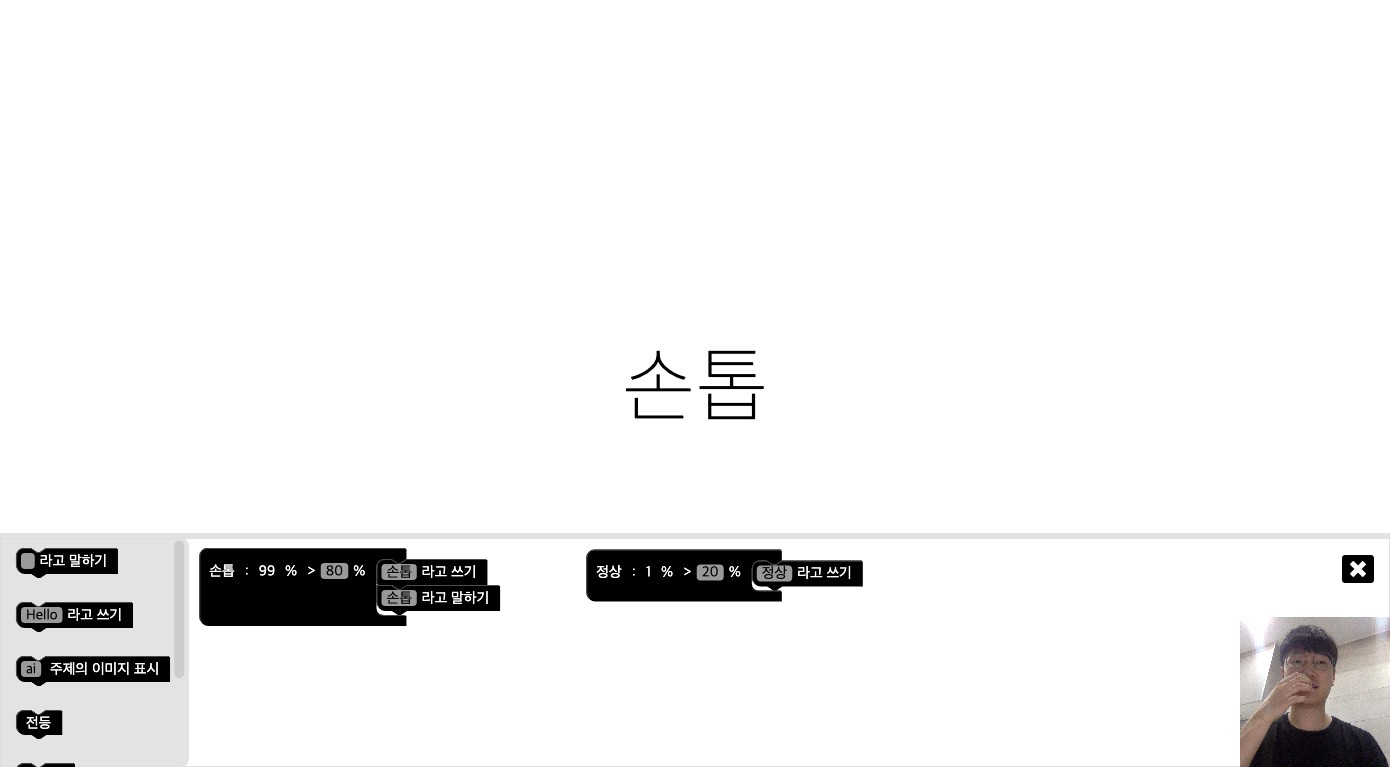 손톱
라고 말하기
Hello 라고 쓰기
ai 주제의 이미지 표시
전등
손톱 : 99 % > 80 % 손톱 라고 쓰기
손톱 라고 말하기
정상 : 1 % > 20 % 정상 라고 쓰기